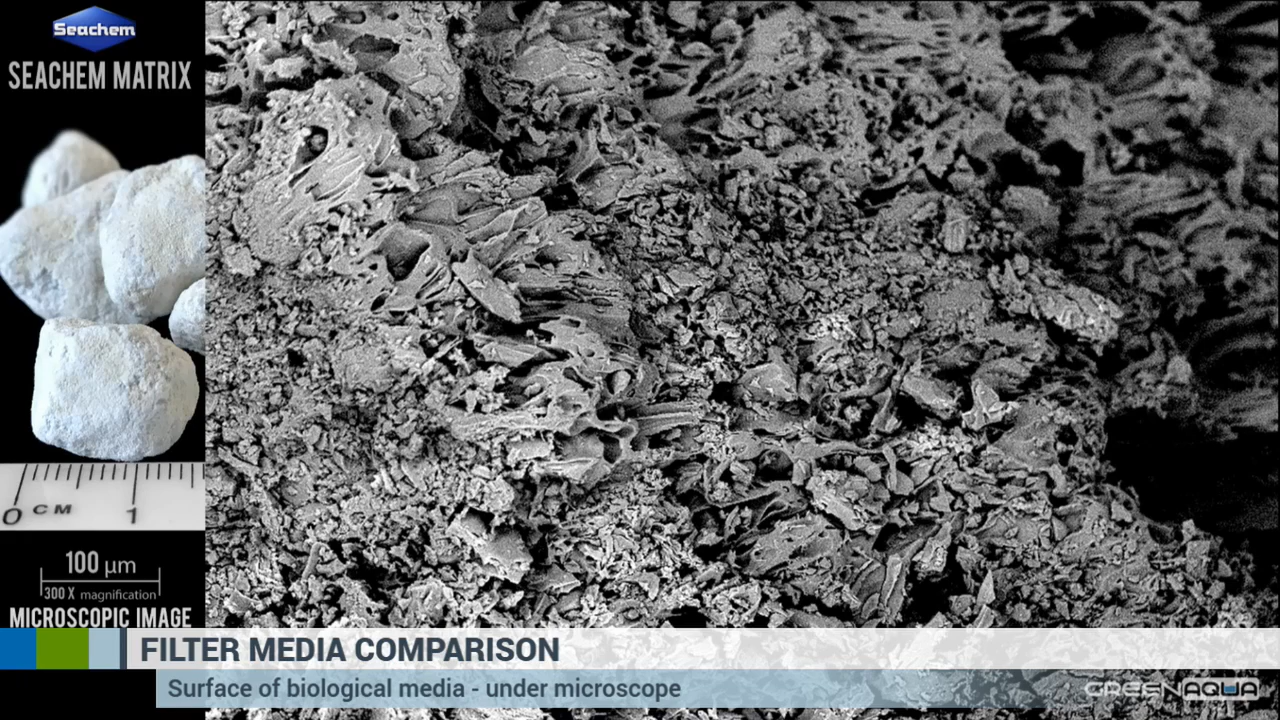 Seachem
SEACHEM MATRIX
0 CM 1
100 µm
300 X magnification
MICROSCOPIC IMAGE
FILTER MEDIA COMPARISON
Surface of biological media - under microscope
GREENAQUA